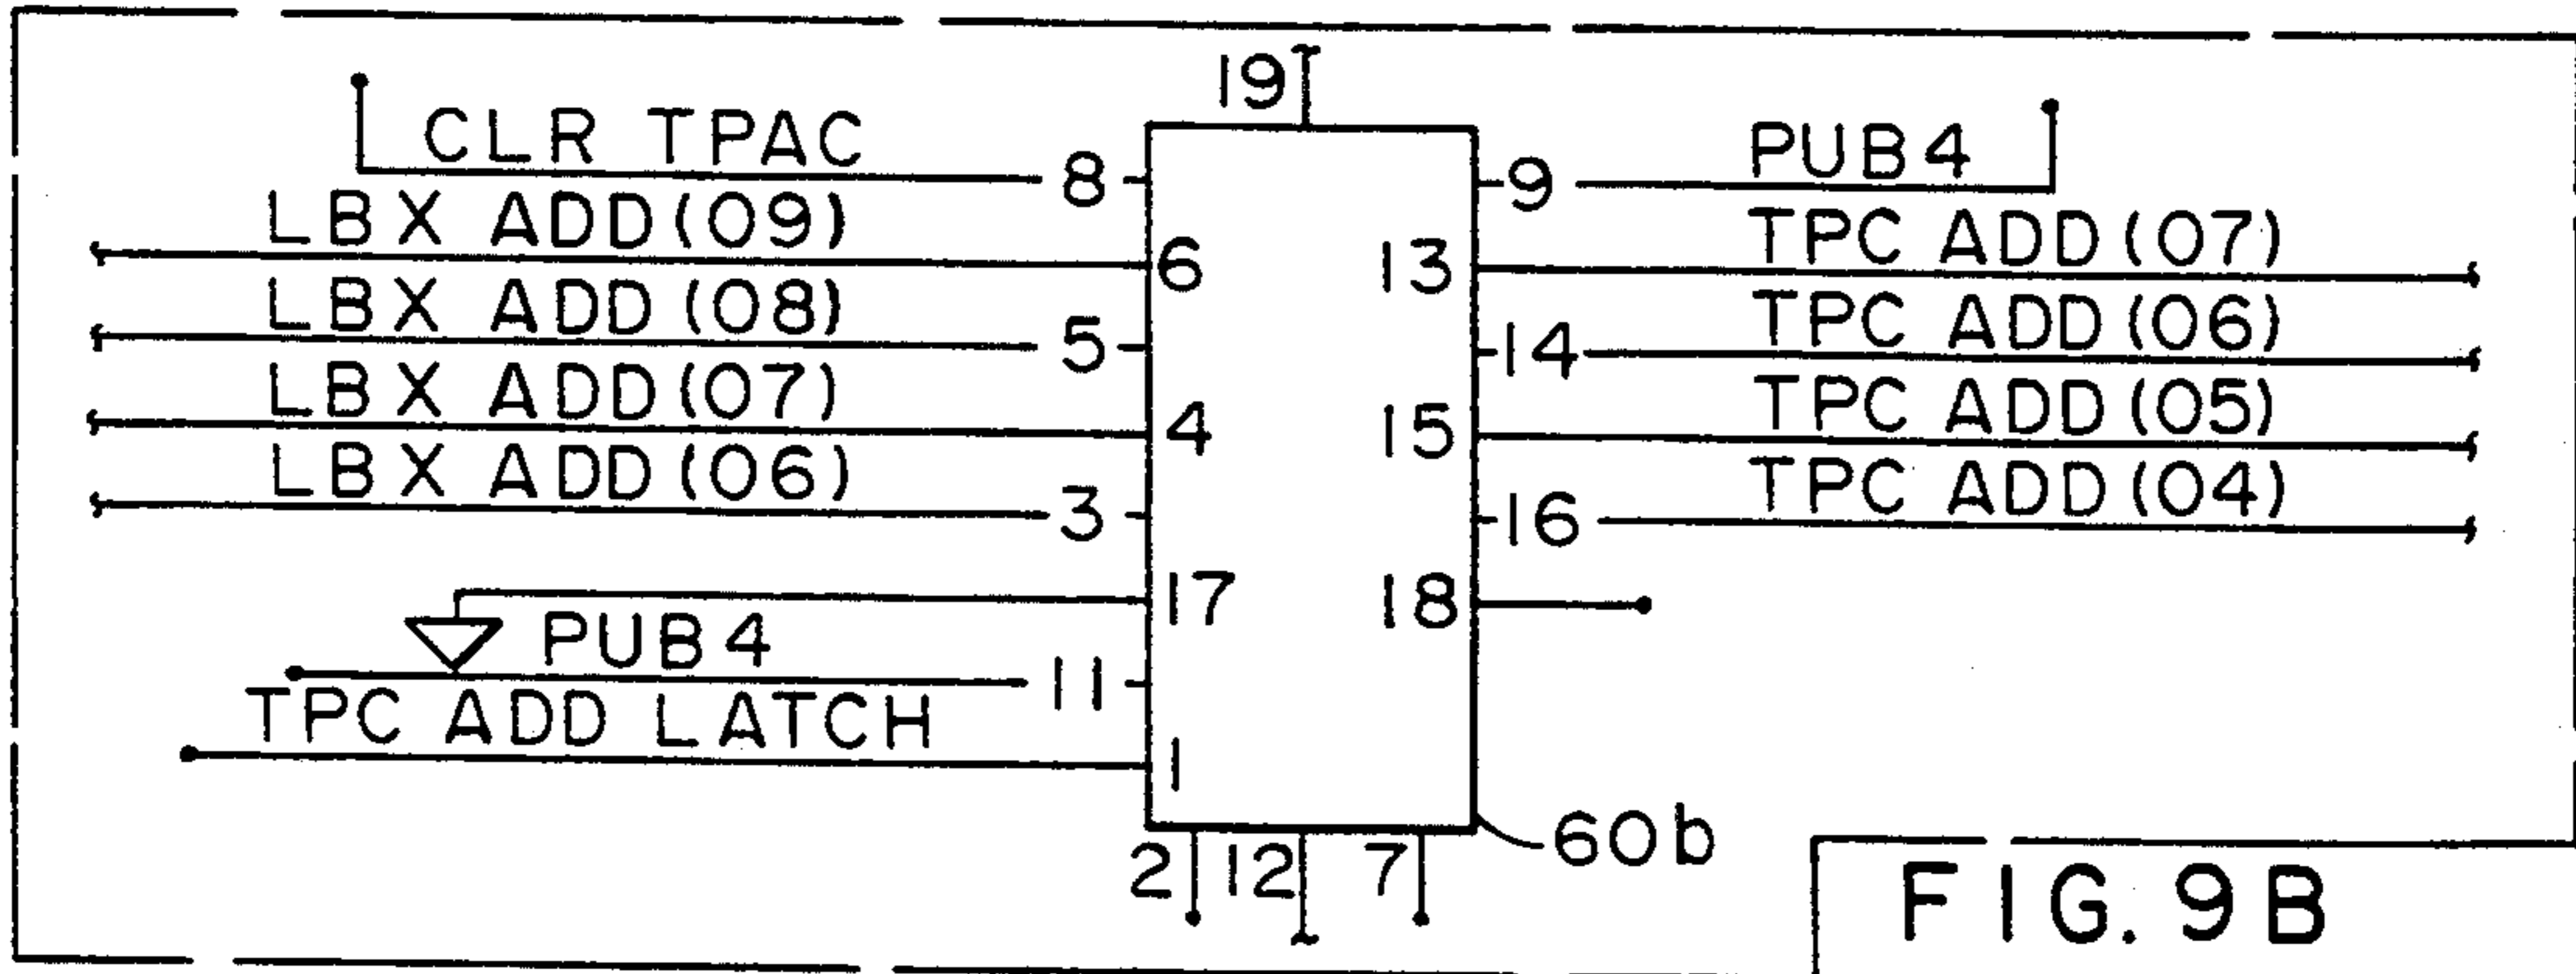 19
CLR TPAC 8 9 PUB4
LBX ADD(09) 6 13 TPC ADD(07)
LBX ADD(08) 5 14 TPC ADD(06)
LBX ADD(07) 4 15 TPC ADD(05)
LBX ADD(06) 3 16 TPC ADD(04)
17 18
PUB4 11
TPC ADD LATCH 1
2 12 7 60b
FIG. 9B